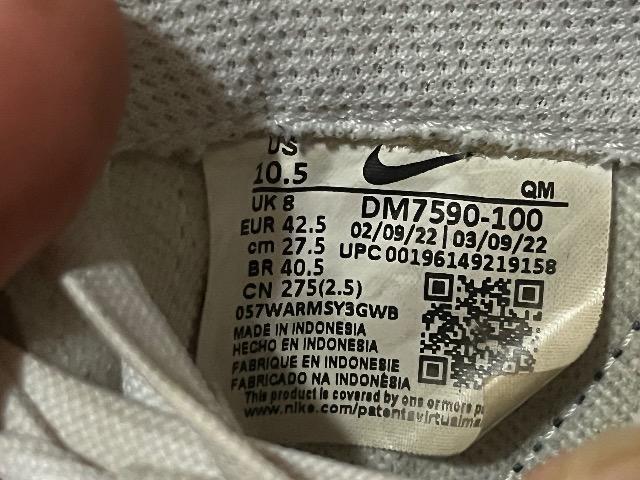 US
10.5
QM
UK 8
DM7590-100
EUR 42.5
02/09/22 | 03/09/22
cm 27.5
UPC 00196149219158
BR 40.5
CN 275(2.5)
057WARMSY3GWB
MADE IN INDONESIA
HECHO EN INDONESIA
FABRIQUE EN INDONESIE
FABRICADO NA INDONÉSIA
This product is covered by one or more
www.nike.com/patents